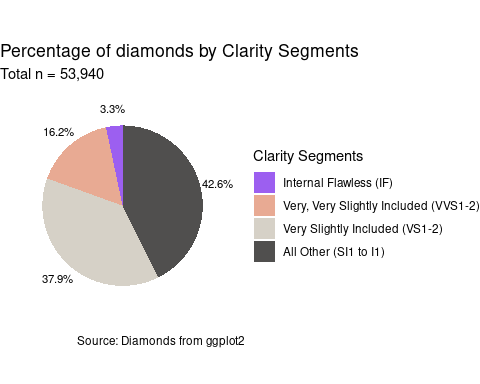 Percentage of diamonds by Clarity Segments
Total n = 53,940
3.3%
16.2%
42.6%
37.9%
Clarity Segments
Internal Flawless (IF)
Very, Very Slightly Included (VVS1-2)
Very Slightly Included (VS1-2)
All Other (SI1 to I1)
Source: Diamonds from ggplot2